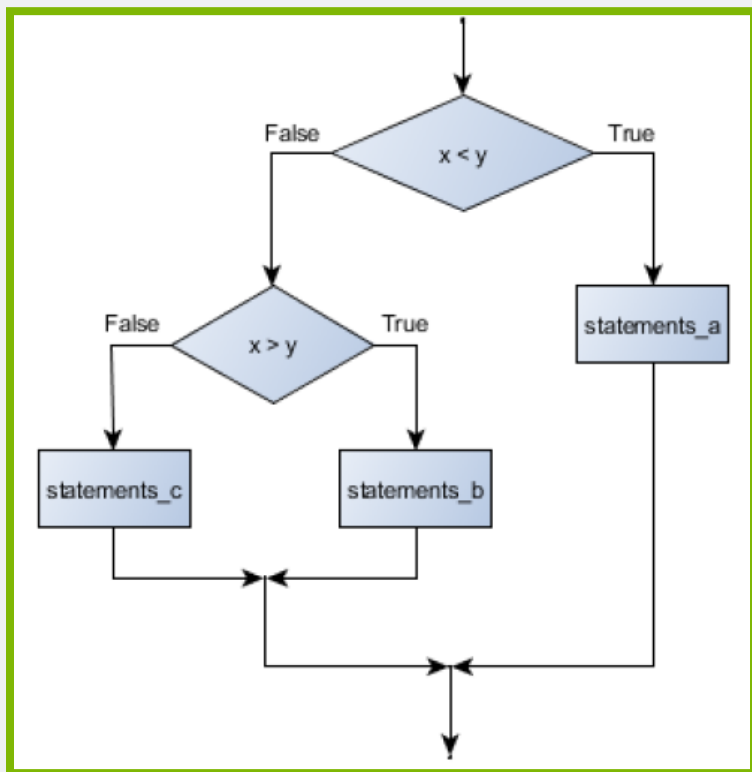 False
True
x < y
False
True
x > y
statements_a
statements_c
statements_b